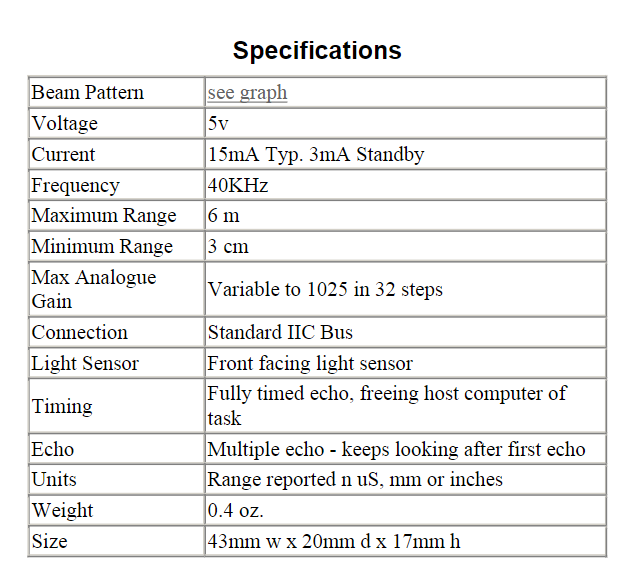 Specifications
Beam Pattern see graph
Voltage 5v
Current 15mA Typ. 3mA Standby
Frequency 40KHz
Maximum Range 6 m
Minimum Range 3 cm
Max Analogue
Gain
Variable to 1025 in 32 steps
Connection Standard IIC Bus
Light Sensor Front facing light sensor
Timing
Fully timed echo, freeing host computer of
task
Echo Multiple echo - keeps looking after first echo
Units Range reported n uS, mm or inches
Weight 0.4 oz.
Size 43mm w x 20mm d x 17mm h